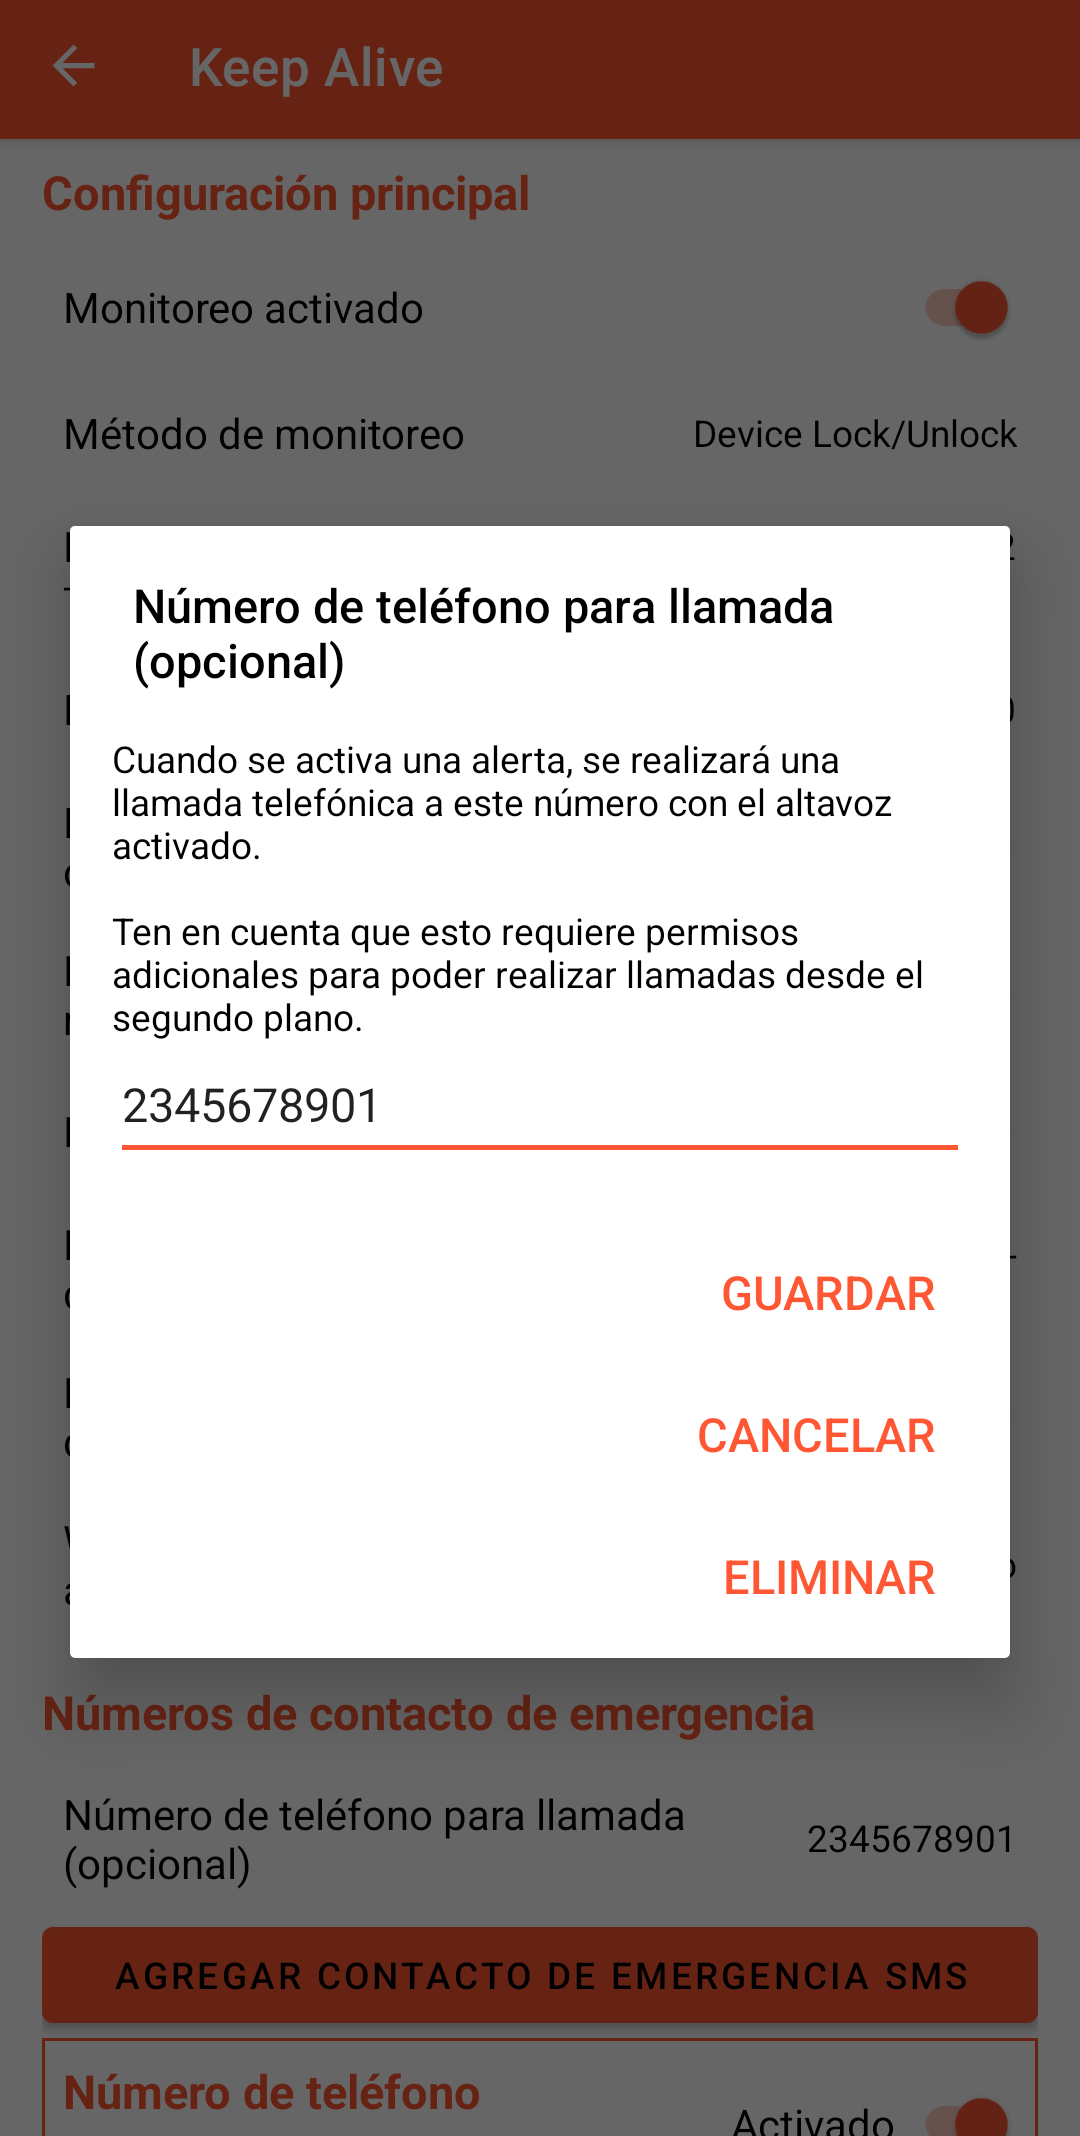 Keep Alive
Configuración principal
Monitoreo activado
Método de monitoreo
Device Lock/Unlock
Número de teléfono para llamada
(opcional)
Cuando se activa una alerta, se realizará una
llamada telefónica a este número con el altavoz
activado.
Ten en cuenta que esto requiere permisos
adicionales para poder realizar llamadas desde el
segundo plano.
2345678901
GUARDAR
CANCELAR
ELIMINAR
Números de contacto de emergencia
Número de teléfono para llamada
(opcional)
2345678901
AGREGAR CONTACTO DE EMERGENCIA SMS
Número de teléfono
Activado